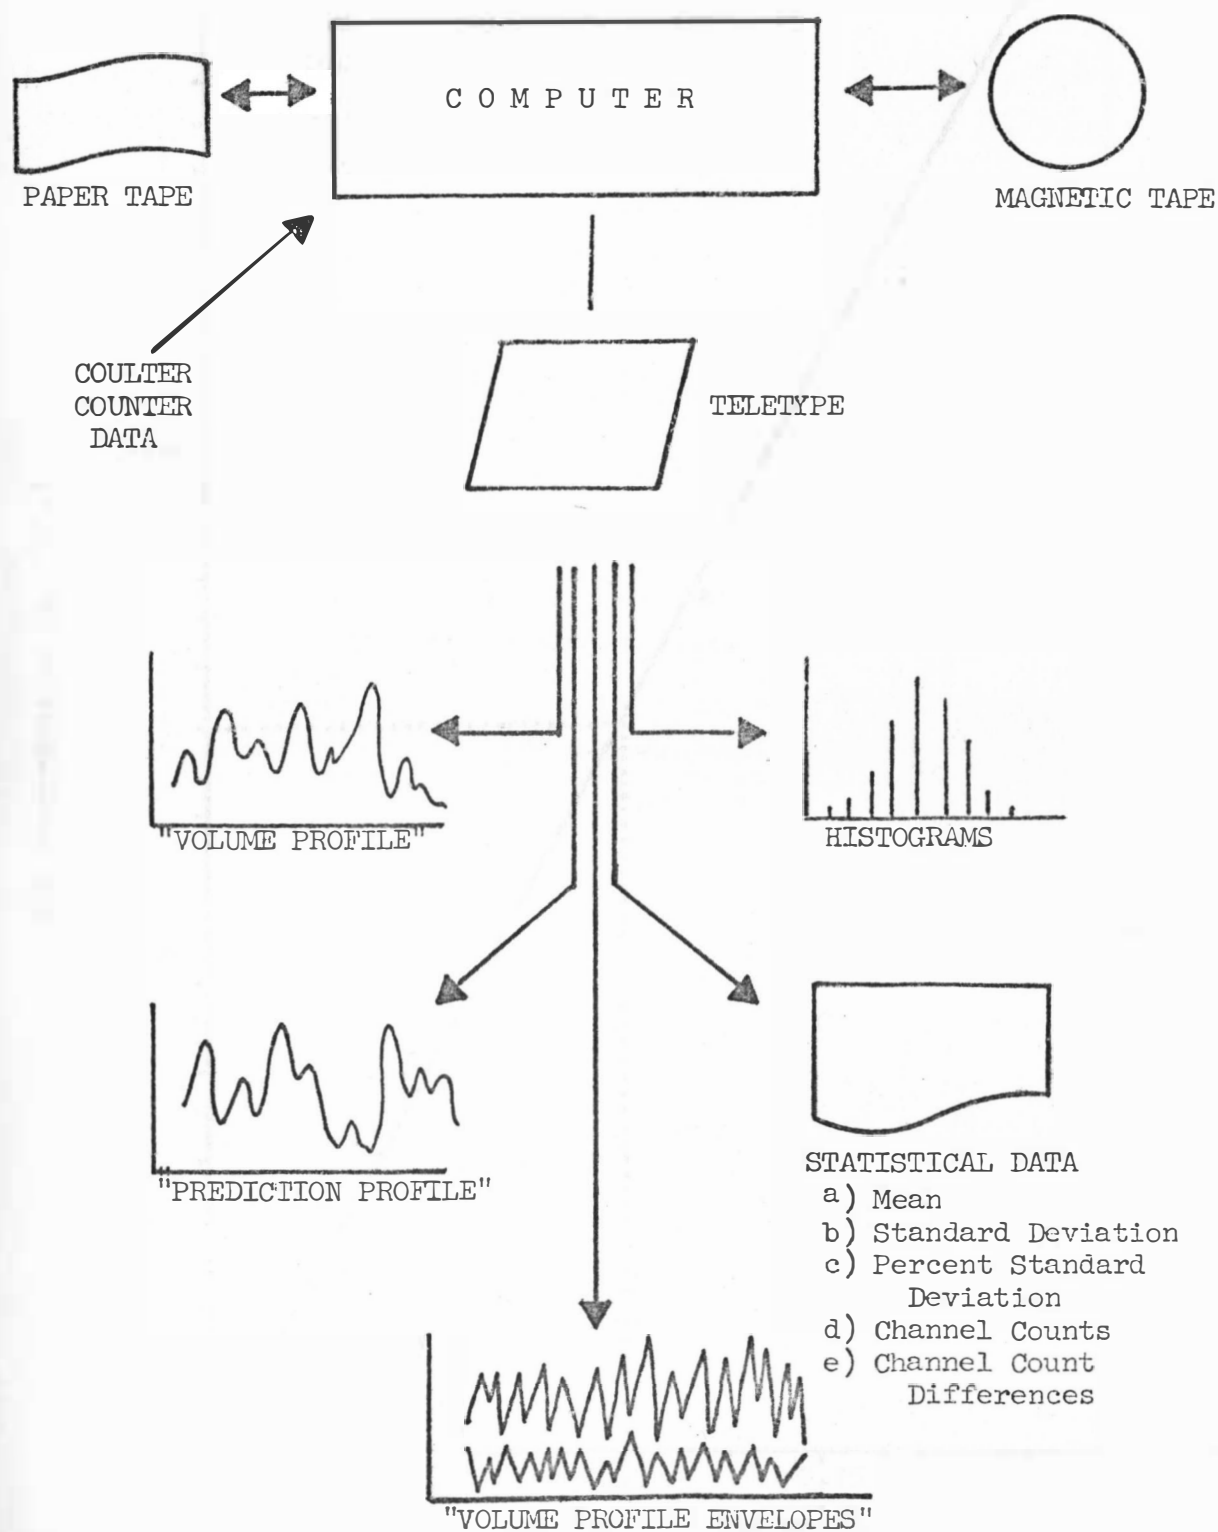 C O M P U T E R
PAPER TAPE
MAGNETIC TAPE
COULTER
COUNTER
DATA
TELETYPE
"VOLUME PROFILE"
HISTOGRAMS
"PREDICTION PROFILE"
STATISTICAL DATA
a) Mean
b) Standard Deviation
c) Percent Standard
Deviation
d) Channel Counts
e) Channel Count
Differences
"VOLUME PROFILE ENVELOPES"